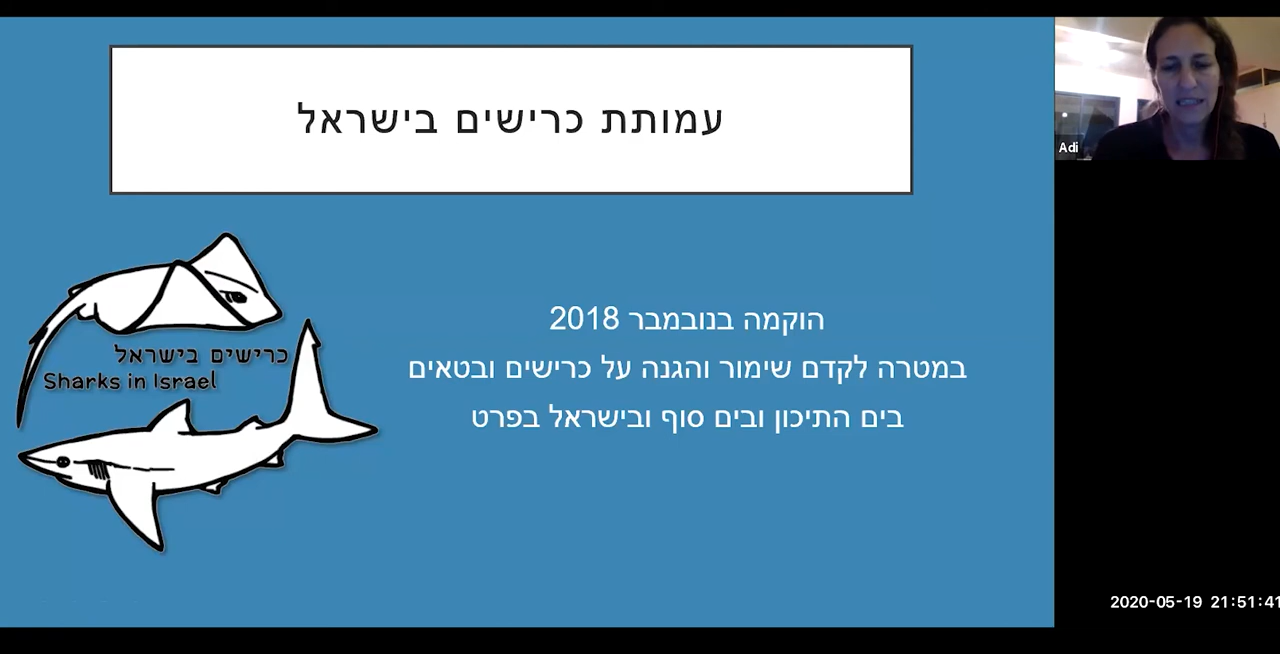 עמותת כרישים בישראל
Adi
כרישים בישראל
Sharks in Israel
הוקמה בנובמבר 2018
במטרה לקדם שימור והגנה על כרישים ובטאים
בים התיכון ובים סוף ובישראל בפרט
2020-05-19 21:51:41